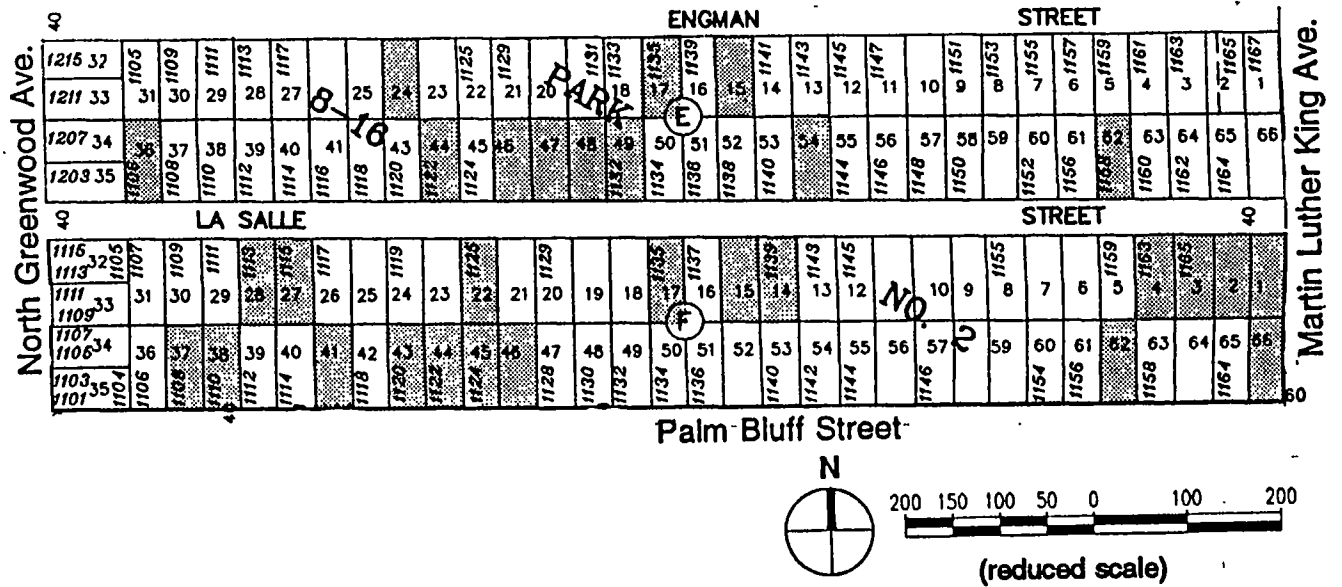 40 ENGMAN STREET
North Greenwood Ave.
Martin Luther King Ave.
1215 32 1105 1109 1111 1113 1117 1125 1129 1131 1133 1135 1139 1141 1143 1145 1147 1151 1153 1155 1157 1159 1161 1163 1165 1167
1211 33 31 30 29 28 27 25 24 23 22 21 20 18 17 16 15 14 13 12 11 10 9 8 7 6 5 4 3 2 1
B-16 PARK E
1207 34 36 37 38 39 40 41 43 44 45 46 47 48 49 50 51 52 53 54 55 56 57 58 59 60 61 62 63 64 65 66
1203 35 1106 1108 1110 1112 1114 1116 1118 1120 1122 1124 1132 1134 1136 1138 1140 1144 1146 1148 1150 1152 1156 1158 1160 1162 1164
40 LA SALLE STREET 40
1115 1113 32 1105 1107 1109 1111 1113 1115 1117 1119 1125 1129 1135 1137 1139 1143 1145 1155 1159 1163 1165
1111 1109 33 31 30 29 28 27 26 25 24 23 22 21 20 19 18 17 16 15 14 13 12 10 9 8 7 6 5 4 3 2 1
F NO. 2
1107 1105 34 36 37 38 39 40 41 42 43 44 45 46 47 48 49 50 51 52 53 54 55 56 57 59 60 61 62 63 64 65 66
1103 1101 35 1104 1106 1108 1110 1112 1114 1118 1120 1122 1124 1128 1130 1132 1134 1136 1140 1142 1144 1146 1154 1156 1158 1164
40 60
Palm Bluff Street
N
200 150 100 50 0 100 200
(reduced scale)